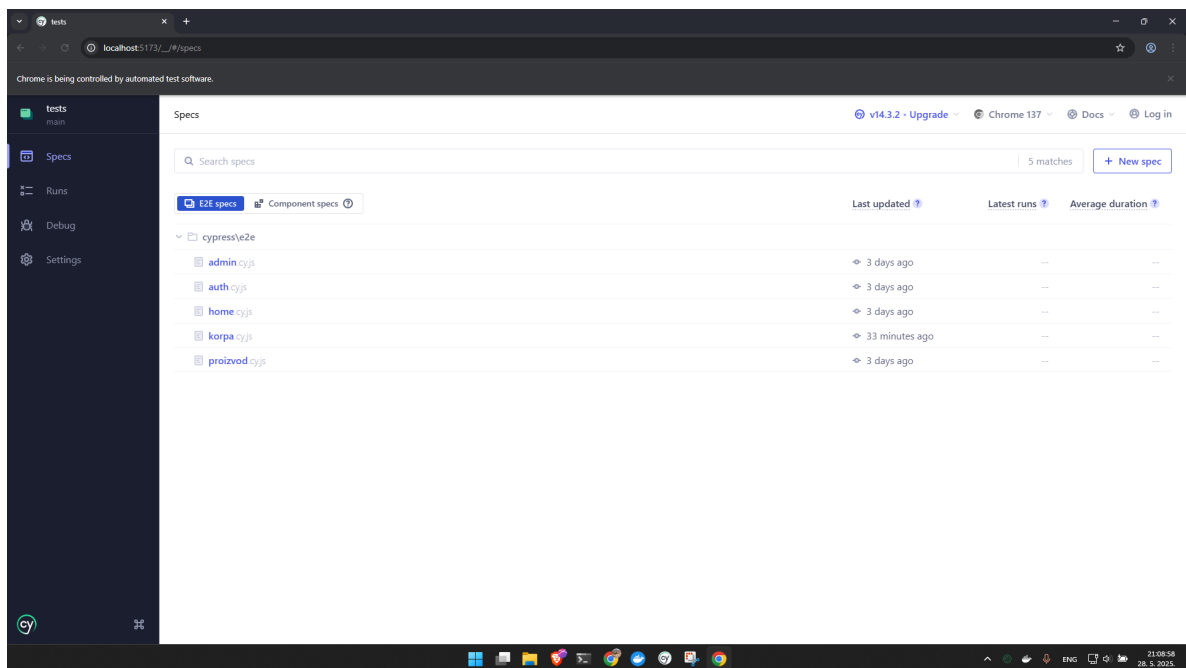 tests
localhost:5173/__/#/specs
Chrome is being controlled by automated test software.
tests
main
Specs
Runs
Debug
Settings
cy
Specs
v14.3.2 • Upgrade
Chrome 137
Docs
Log in
Search specs
5 matches
+ New spec
E2E specs
Component specs
Last updated
Latest runs
Average duration
cypress\e2e
admin.cy.js 3 days ago -- --
auth.cy.js 3 days ago -- --
home.cy.js 3 days ago -- --
korpa.cy.js 33 minutes ago -- --
proizvod.cy.js 3 days ago -- --
ENG
21:08:58
28. 5. 2025.